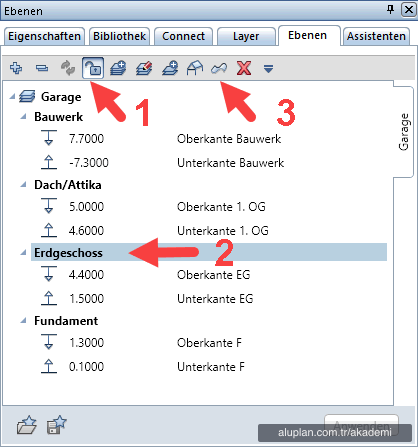 Ebenen
Eigenschaften Bibliothek Connect Layer Ebenen Assistenten
1
3
Garage
Garage
Bauwerk
7.7000 Oberkante Bauwerk
-7.3000 Unterkante Bauwerk
Dach/Attika
5.0000 Oberkante 1. OG
4.6000 Unterkante 1. OG
Erdgeschoss
2
4.4000 Oberkante EG
1.5000 Unterkante EG
Fundament
1.3000 Oberkante F
0.1000 Unterkante F
Anwenden
aluplan.com.tr/akademi